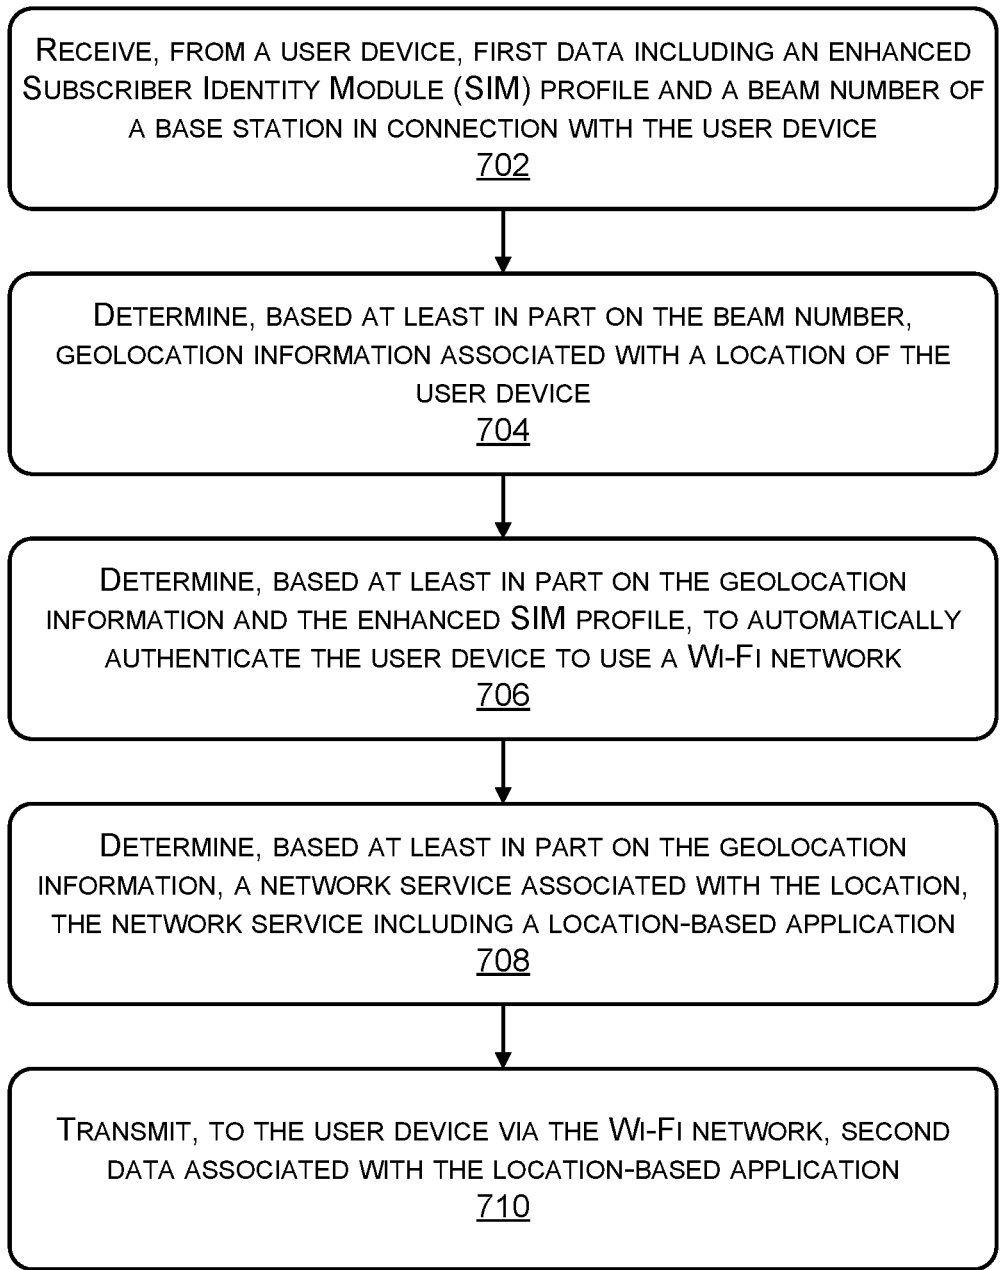 RECEIVE, FROM A USER DEVICE, FIRST DATA INCLUDING AN ENHANCED
SUBSCRIBER IDENTITY MODULE (SIM) PROFILE AND A BEAM NUMBER OF
A BASE STATION IN CONNECTION WITH THE USER DEVICE
702
DETERMINE, BASED AT LEAST IN PART ON THE BEAM NUMBER,
GEOLOCATION INFORMATION ASSOCIATED WITH A LOCATION OF THE
USER DEVICE
704
DETERMINE, BASED AT LEAST IN PART ON THE GEOLOCATION
INFORMATION AND THE ENHANCED SIM PROFILE, TO AUTOMATICALLY
AUTHENTICATE THE USER DEVICE TO USE A WI-FI NETWORK
706
DETERMINE, BASED AT LEAST IN PART ON THE GEOLOCATION
INFORMATION, A NETWORK SERVICE ASSOCIATED WITH THE LOCATION,
THE NETWORK SERVICE INCLUDING A LOCATION-BASED APPLICATION
708
TRANSMIT, TO THE USER DEVICE VIA THE WI-FI NETWORK, SECOND
DATA ASSOCIATED WITH THE LOCATION-BASED APPLICATION
710